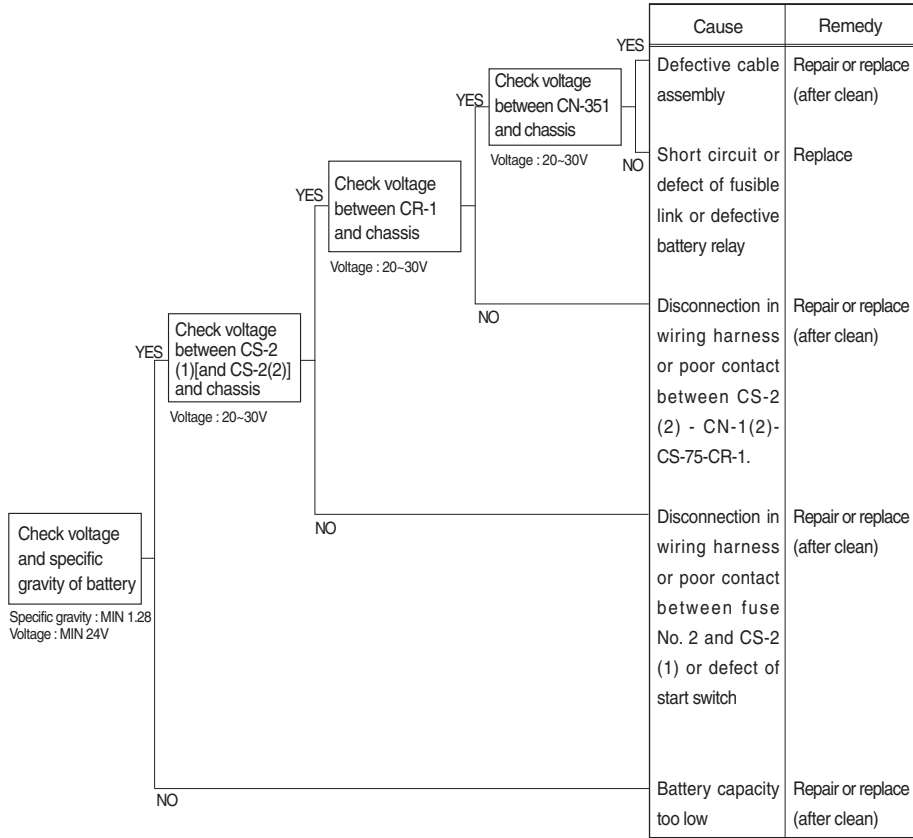 Cause
Remedy
YES
Defective cable
assembly
Repair or replace
(after clean)
Check voltage
between CN-351
and chassis
YES
Voltage : 20~30V
NO
Short circuit or
defect of fusible
link or defective
battery relay
Replace
YES
Check voltage
between CR-1
and chassis
Voltage : 20~30V
NO
Disconnection in
wiring harness
or poor contact
between CS-2
(2) - CN-1(2)-
CS-75-CR-1.
Repair or replace
(after clean)
YES
Check voltage
between CS-2
(1)[and CS-2(2)]
and chassis
Voltage : 20~30V
NO
Disconnection in
wiring harness
or poor contact
between fuse
No. 2 and CS-2
(1) or defect of
start switch
Repair or replace
(after clean)
Check voltage
and specific
gravity of battery
Specific gravity : MIN 1.28
Voltage : MIN 24V
NO
Battery capacity
too low
Repair or replace
(after clean)